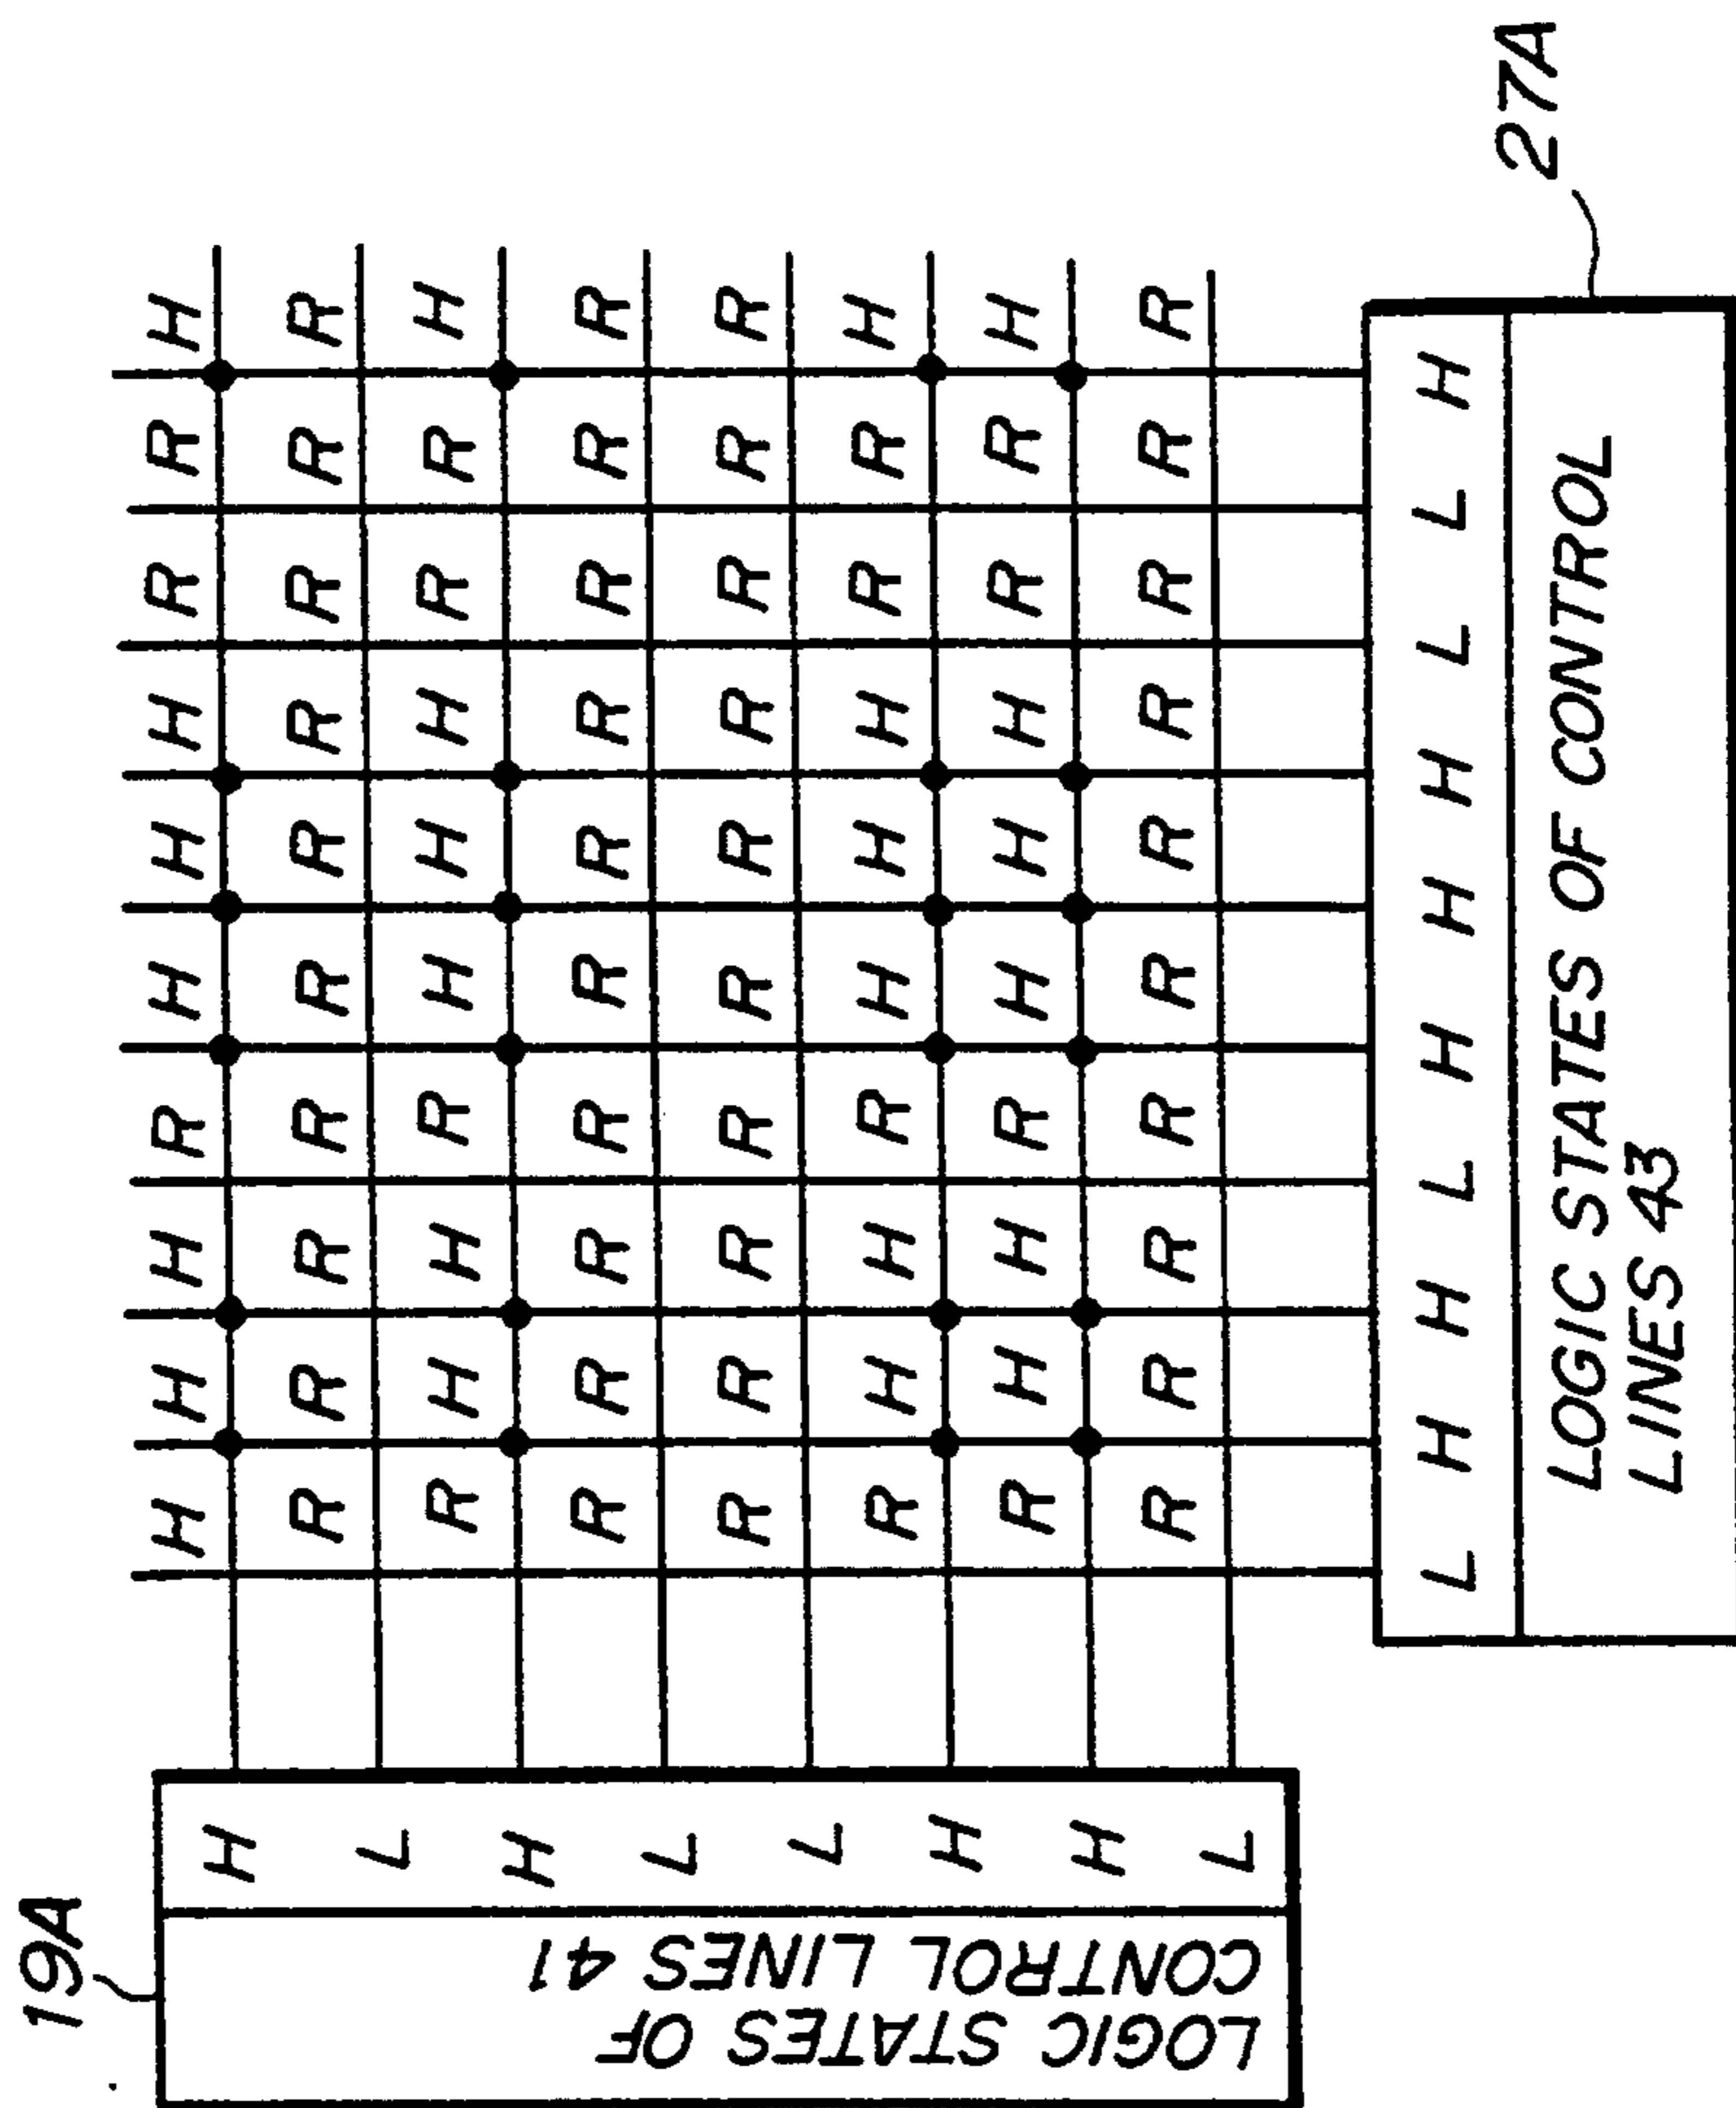 19A
LOGIC STATES OF
CONTROL LINES 41
H H H H R H H H R R H
L R R R R R R R R R R
H R H H R H H H R R H
L R R R R R R R R R R
L R R R R R R R R R R
H R H H R H H H R R H
H R H H R H H H R R H
L R R R R R R R R R R
L H H L H H H L L H
LOGIC STATES OF CONTROL
LINES 43
27A